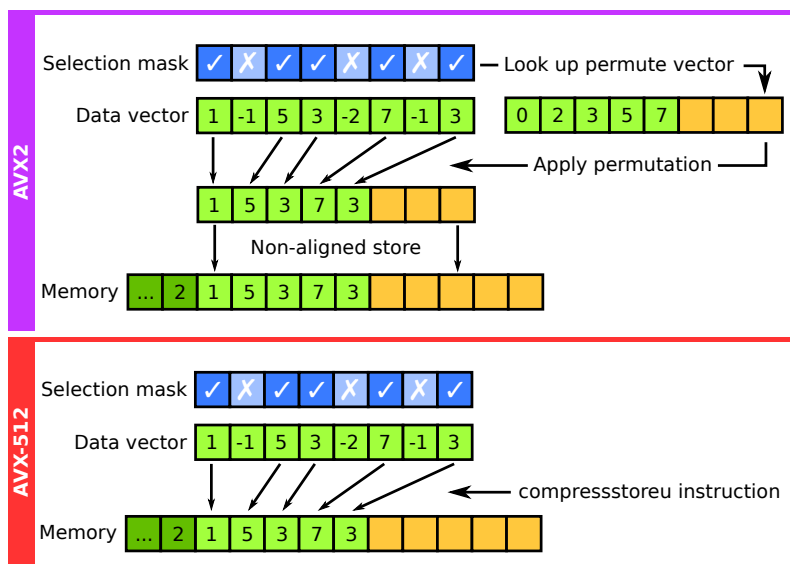 AVX2
Selection mask ✓ ✗ ✓ ✓ ✗ ✓ ✗ ✓ Look up permute vector
Data vector 1 -1 5 3 -2 7 -1 3 0 2 3 5 7
Apply permutation
1 5 3 7 3
Non-aligned store
Memory ... 2 1 5 3 7 3
AVX-512
Selection mask ✓ ✗ ✓ ✓ ✗ ✓ ✗ ✓
Data vector 1 -1 5 3 -2 7 -1 3
compressstoreu instruction
Memory ... 2 1 5 3 7 3